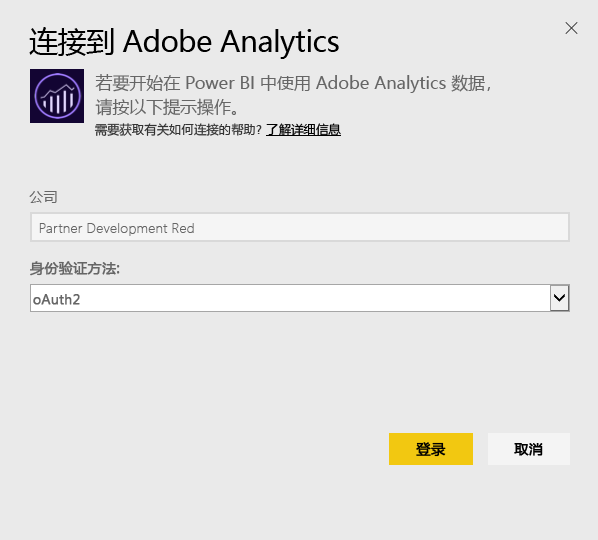 连接到 Adobe Analytics
若要开始在 Power BI 中使用 Adobe Analytics 数据，
请按以下提示操作。
需要获取有关如何连接的帮助? 了解详细信息
公司
Partner Development Red
身份验证方法:
oAuth2
登录 取消